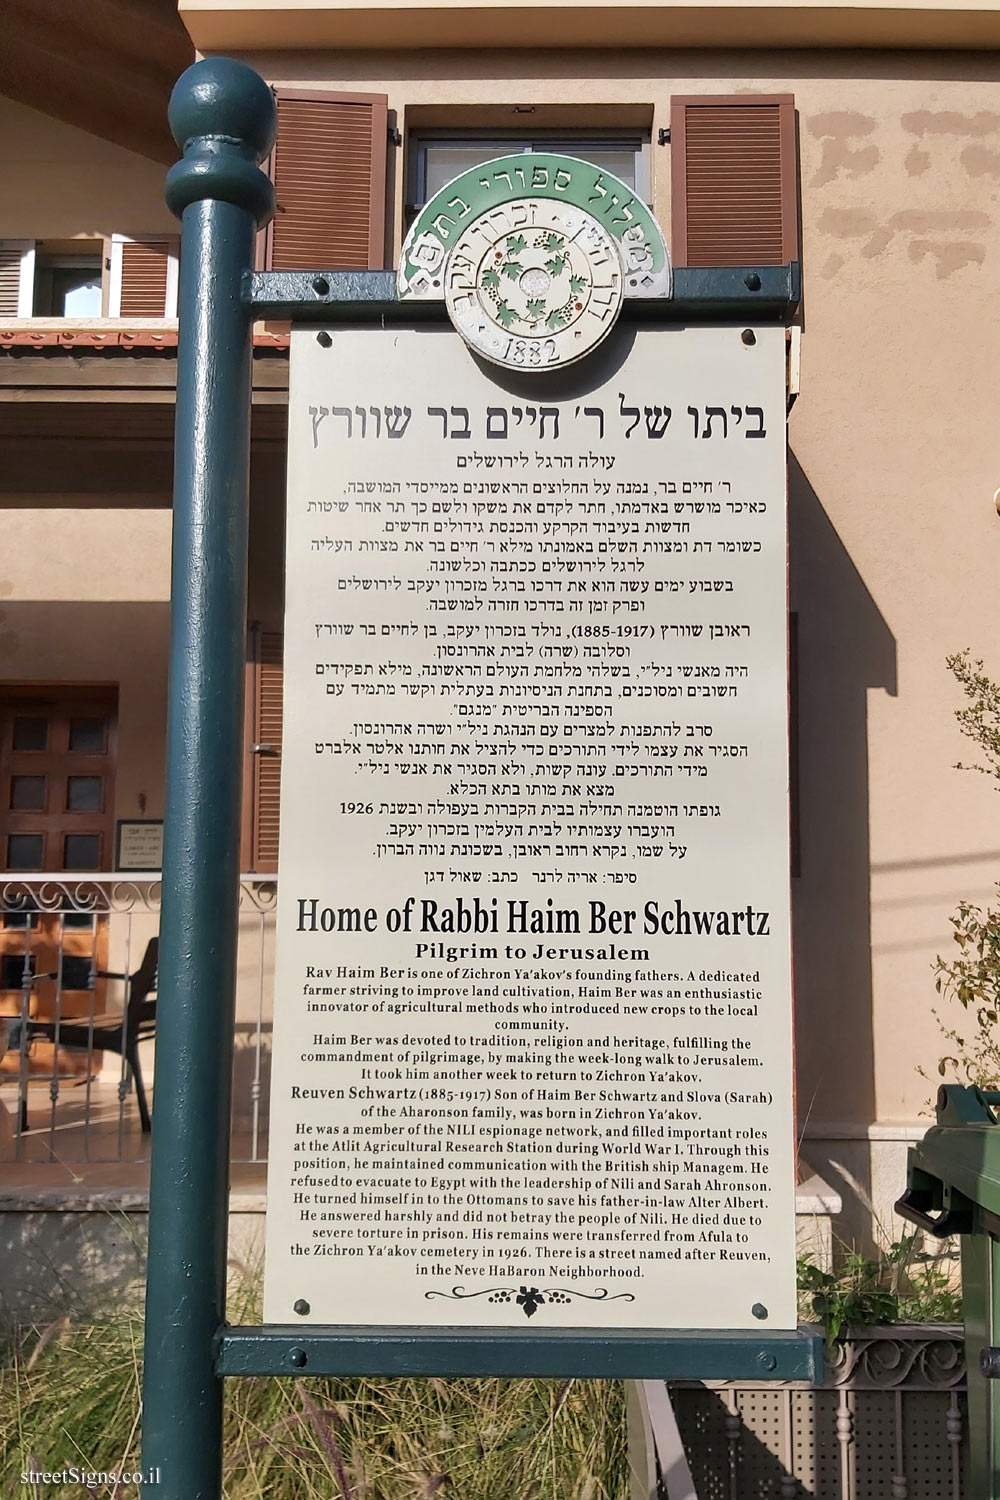 מסלול סיפורי בתים
דרך היין זכרון יעקב
1882
ביתו של ר׳ חיים בר שוורץ
עולה הרגל לירושלים
ר׳ חיים בר, נמנה על החלוצים הראשונים ממייסדי המושבה,
כאיכר מושרש באדמתו, חתר לקדם את משקו ולשם כך תר אחר שיטות
חדשות בעיבוד הקרקע והכנסת גידולים חדשים.
כשומר דת ומצוות השלם באמונתו מילא ר׳ חיים בר את מצוות העליה
לרגל לירושלים ככתבה וכלשונה.
בשבוע ימים עשה הוא את דרכו ברגל מזכרון יעקב לירושלים
ופרק זמן זה בדרכו חזרה למושבה.
ראובן שוורץ (1885-1917), נולד בזכרון יעקב, בן לחיים בר שוורץ
וסלובה (שרה) לבית אהרונסון.
היה מאנשי ניל״י, בשלהי מלחמת העולם הראשונה, מילא תפקידים
חשובים ומסוכנים, בתחנת הניסיונות בעתלית וקשר מתמיד עם
הספינה הבריטית ״מנגם״.
סרב להתפנות למצרים עם הנהגת ניל״י ושרה אהרונסון.
הסגיר את עצמו לידי התורכים כדי להציל את חותנו אלטר אלברט
מידי התורכים. עונה קשות, ולא הסגיר את אנשי ניל״י.
מצא את מותו בתא הכלא.
גופתו הוטמנה תחילה בבית הקברות בעפולה ובשנת 1926
הועברו עצמותיו לבית העלמין בזכרון יעקב.
על שמו, נקרא רחוב ראובן, בשכונת נווה הברון.
סיפר: אריה לרנר כתב: שאול דגן
Home of Rabbi Haim Ber Schwartz
Pilgrim to Jerusalem
Rav Haim Ber is one of Zichron Ya'akov's founding fathers. A dedicated
farmer striving to improve land cultivation, Haim Ber was an enthusiastic
innovator of agricultural methods who introduced new crops to the local
community.
Haim Ber was devoted to tradition, religion and heritage, fulfilling the
commandment of pilgrimage, by making the week-long walk to Jerusalem.
It took him another week to return to Zichron Ya'akov.
Reuven Schwartz (1885-1917) Son of Haim Ber Schwartz and Slova (Sarah)
of the Aharonson family, was born in Zichron Ya'akov.
He was a member of the NILI espionage network, and filled important roles
at the Atlit Agricultural Research Station during World War I. Through this
position, he maintained communication with the British ship Managem. He
refused to evacuate to Egypt with the leadership of Nili and Sarah Ahronson.
He turned himself in to the Ottomans to save his father-in-law Alter Albert.
He answered harshly and did not betray the people of Nili. He died due to
severe torture in prison. His remains were transferred from Afula to
the Zichron Ya'akov cemetery in 1926. There is a street named after Reuven,
in the Neve HaBaron Neighborhood.
streetSigns.co.il